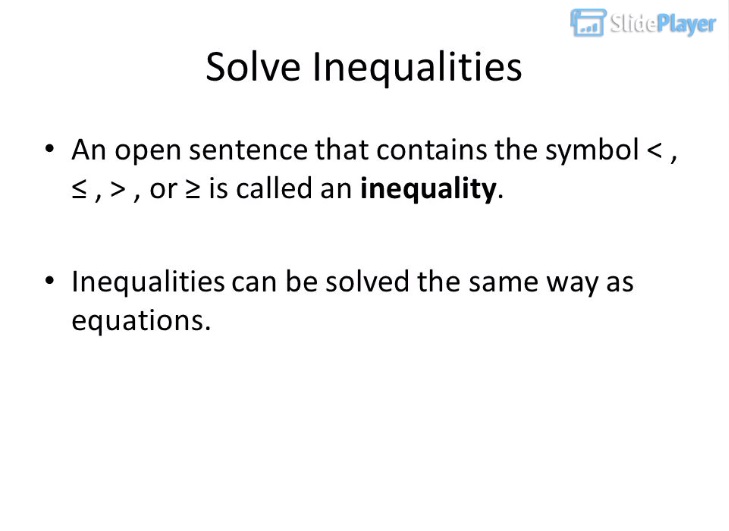 SlidePlayer
Solve Inequalities
• An open sentence that contains the symbol < ,
≤ , > , or ≥ is called an inequality.
• Inequalities can be solved the same way as
equations.